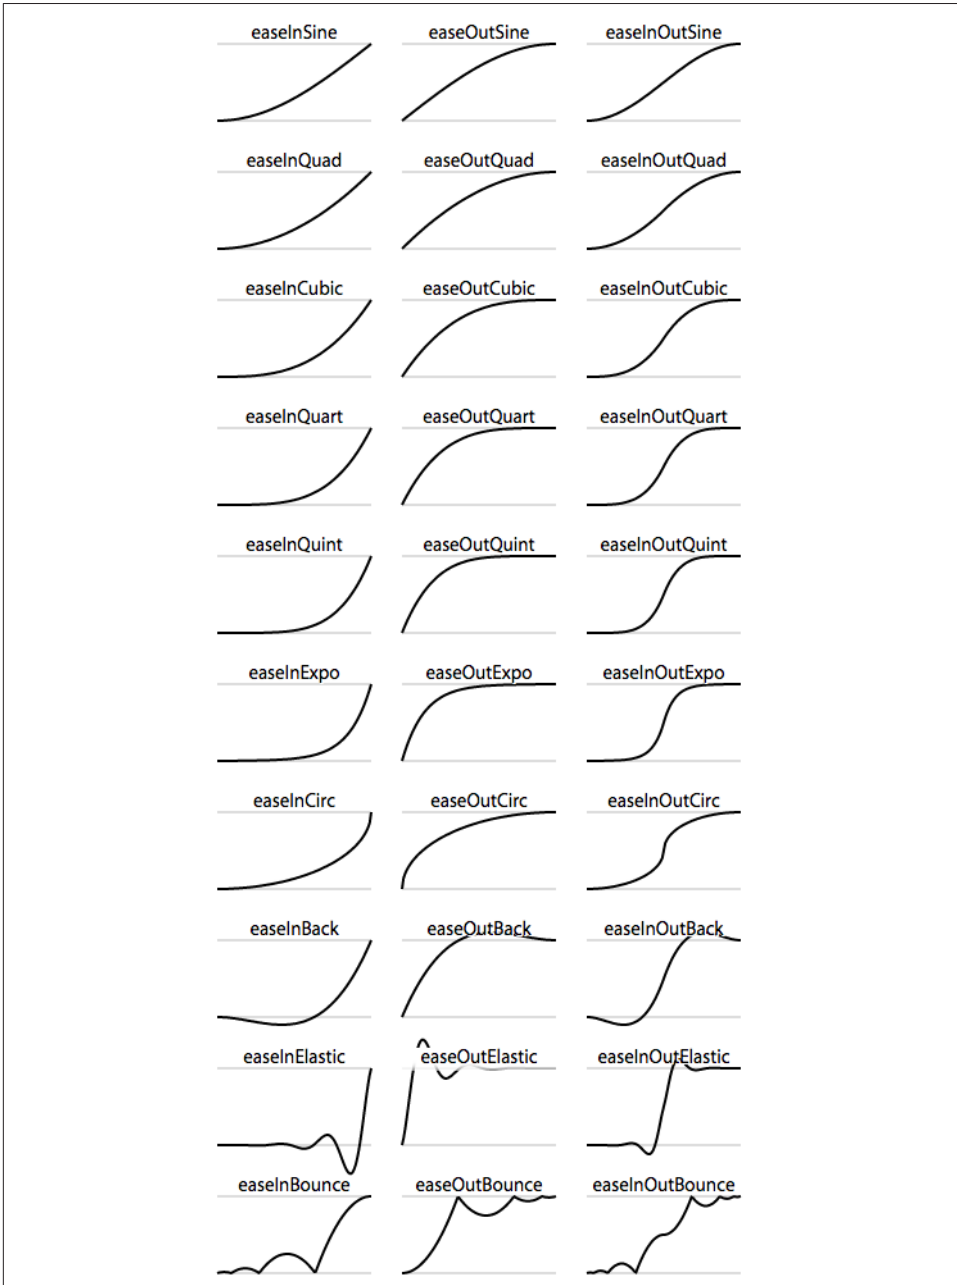 easeInSine easeOutSine easeInOutSine
easeInQuad easeOutQuad easeInOutQuad
easeInCubic easeOutCubic easeInOutCubic
easeInQuart easeOutQuart easeInOutQuart
easeInQuint easeOutQuint easeInOutQuint
easeInExpo easeOutExpo easeInOutExpo
easeInCirc easeOutCirc easeInOutCirc
easeInBack easeOutBack easeInOutBack
easeInElastic easeOutElastic easeInOutElastic
easeInBounce easeOutBounce easeInOutBounce